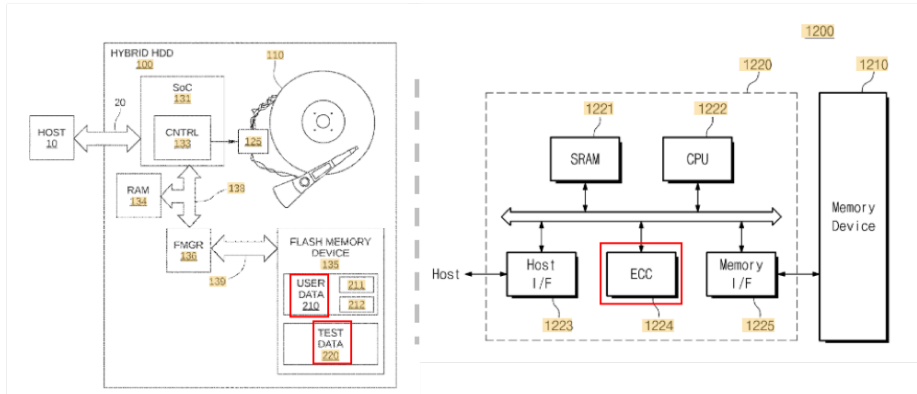 HYBRID HDD
100
110
SoC
131
20
HOST
10
CNTRL
133
125
RAM
134
138
FMGR
136
139
FLASH MEMORY
DEVICE
135
USER
DATA
210
211
212
TEST
DATA
220
1200
1220
1210
1221
1222
SRAM
CPU
Memory
Device
Host
Host
I/F
ECC
Memory
I/F
1223
1224
1225